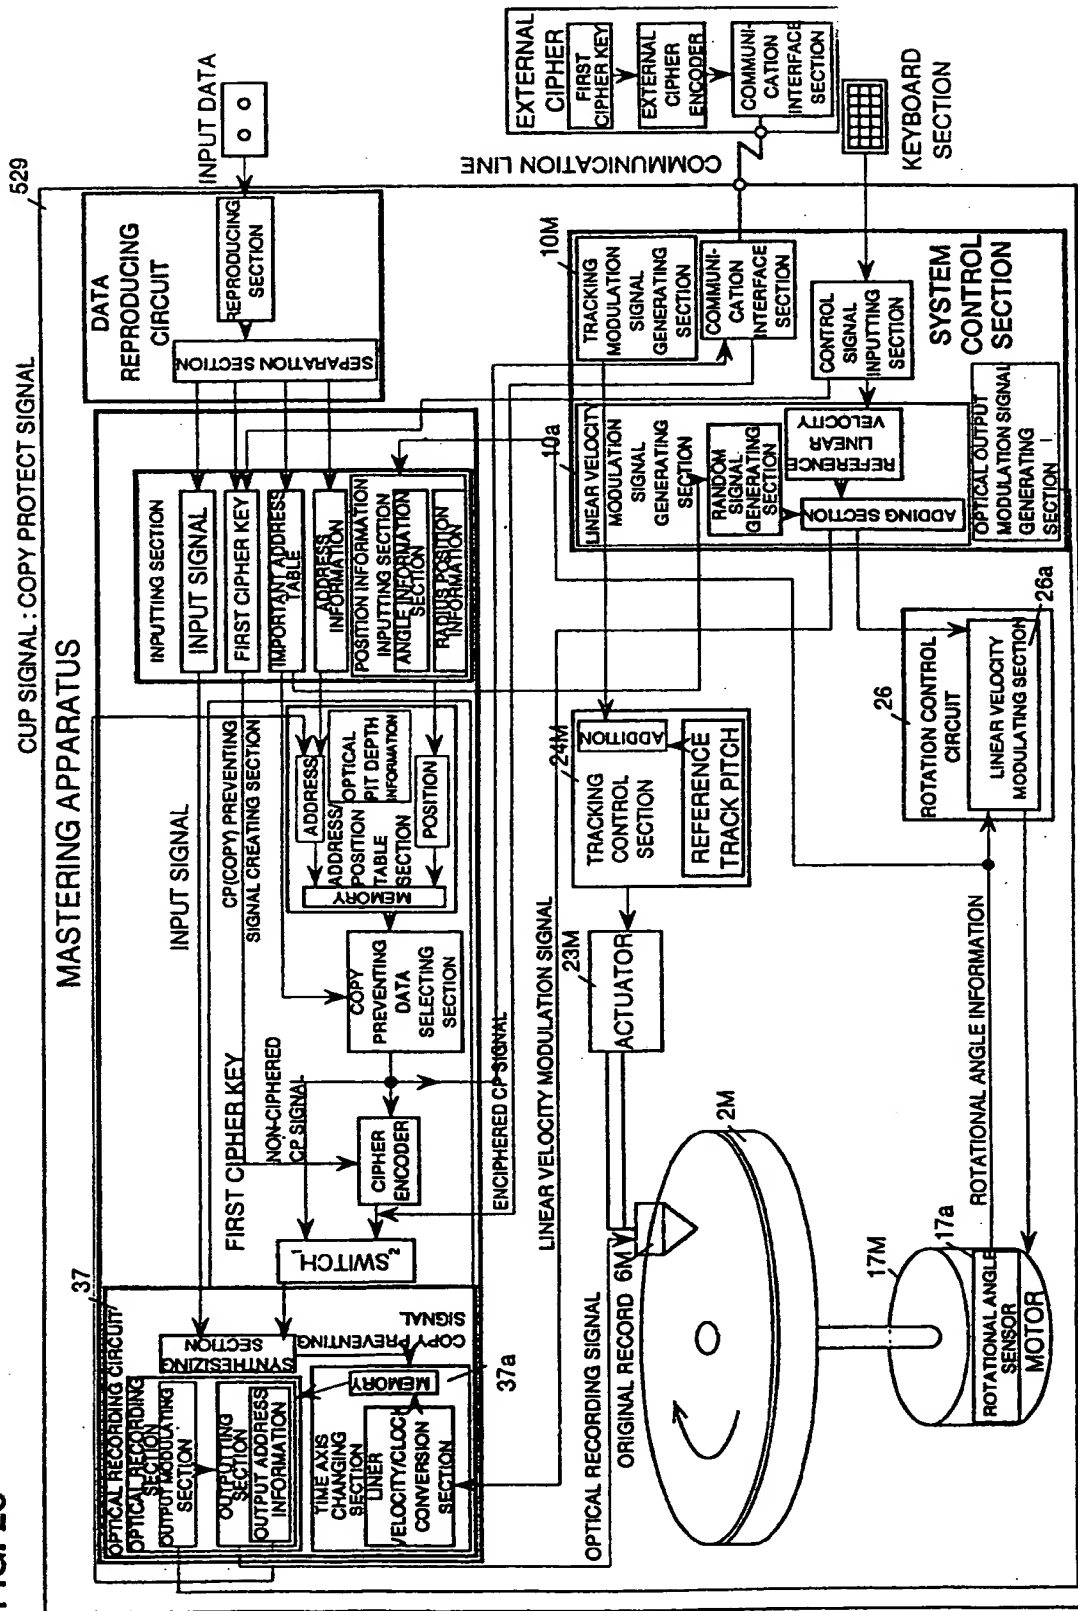 FIG. 20
CUP SIGNAL : COPY PROTECT SIGNAL
529
MASTERING APPARATUS
INPUT DATA
DATA
REPRODUCING
CIRCUIT
REPRODUCING
SECTION
SEPARATION SECTION
EXTERNAL
CIPHER
FIRST
CIPHER KEY
EXTERNAL
CIPHER
ENCODER
COMMUNI-
CATION
INTERFACE
SECTION
COMMUNICATION LINE
KEYBOARD
SECTION
INPUTTING SECTION
INPUT SIGNAL
FIRST CIPHER KEY
IMPORTANT ADDRESS
TABLE
ADDRESS
INFORMATION
POSITION INFORMATION
INPUTTING SECTION
ANGLE INFORMATION
SECTION
RADIUS POSITION
INFORMATION
INPUT SIGNAL
CP(COPY) PREVENTING
SIGNAL CREATING SECTION
ADDRESS
OPTICAL
PIT DEPTH
INFORMATION
ADDRESS/
POSITION
TABLE
SECTION
POSITION
MEMORY
COPY
PREVENTING
DATA
SELECTING
SECTION
FIRST CIPHER KEY
NON-CIPHERED
CP SIGNAL
CIPHER
ENCODER
ENCIPHERED CP SIGNAL
SWITCH
1
2
37
OPTICAL RECORDING CIRCUIT
OPTICAL RECORDING
SECTION
OUTPUT MODULATING
SECTION
OUTPUTTING
SECTION
OUTPUT ADDRESS
INFORMATION
SYNTHESIZING
SECTION
COPY PREVENTING
SIGNAL
37a
MEMORY
TIME AXIS
CHANGING
SECTION
LINER
VELOCITY/CLOCK
CONVERSION
SECTION
10M
TRACKING
MODULATION
SIGNAL
GENERATING
SECTION
COMMUNI-
CATION
INTERFACE
SECTION
CONTROL
SIGNAL
INPUTTING
SECTION
SYSTEM
CONTROL
SECTION
10a
LINEAR VELOCITY
MODULATION
SIGNAL
GENERATING
SECTION
RANDOM
SIGNAL
GENERATING
SECTION
REFERENCE
LINEAR
VELOCITY
ADDING SECTION
OPTICAL OUTPUT
MODULATION SIGNAL
GENERATING
SECTION
24M
ADDITION
TRACKING
CONTROL
SECTION
REFERENCE
TRACK PITCH
26
26a
ROTATION CONTROL
CIRCUIT
LINEAR VELOCITY
MODULATING SECTION
LINEAR VELOCITY MODULATION SIGNAL
23M
ACTUATOR
ROTATIONAL ANGLE INFORMATION
OPTICAL RECORDING SIGNAL
ORIGINAL RECORD
6M
2M
17M
17a
ROTATIONAL ANGLE
SENSOR
MOTOR